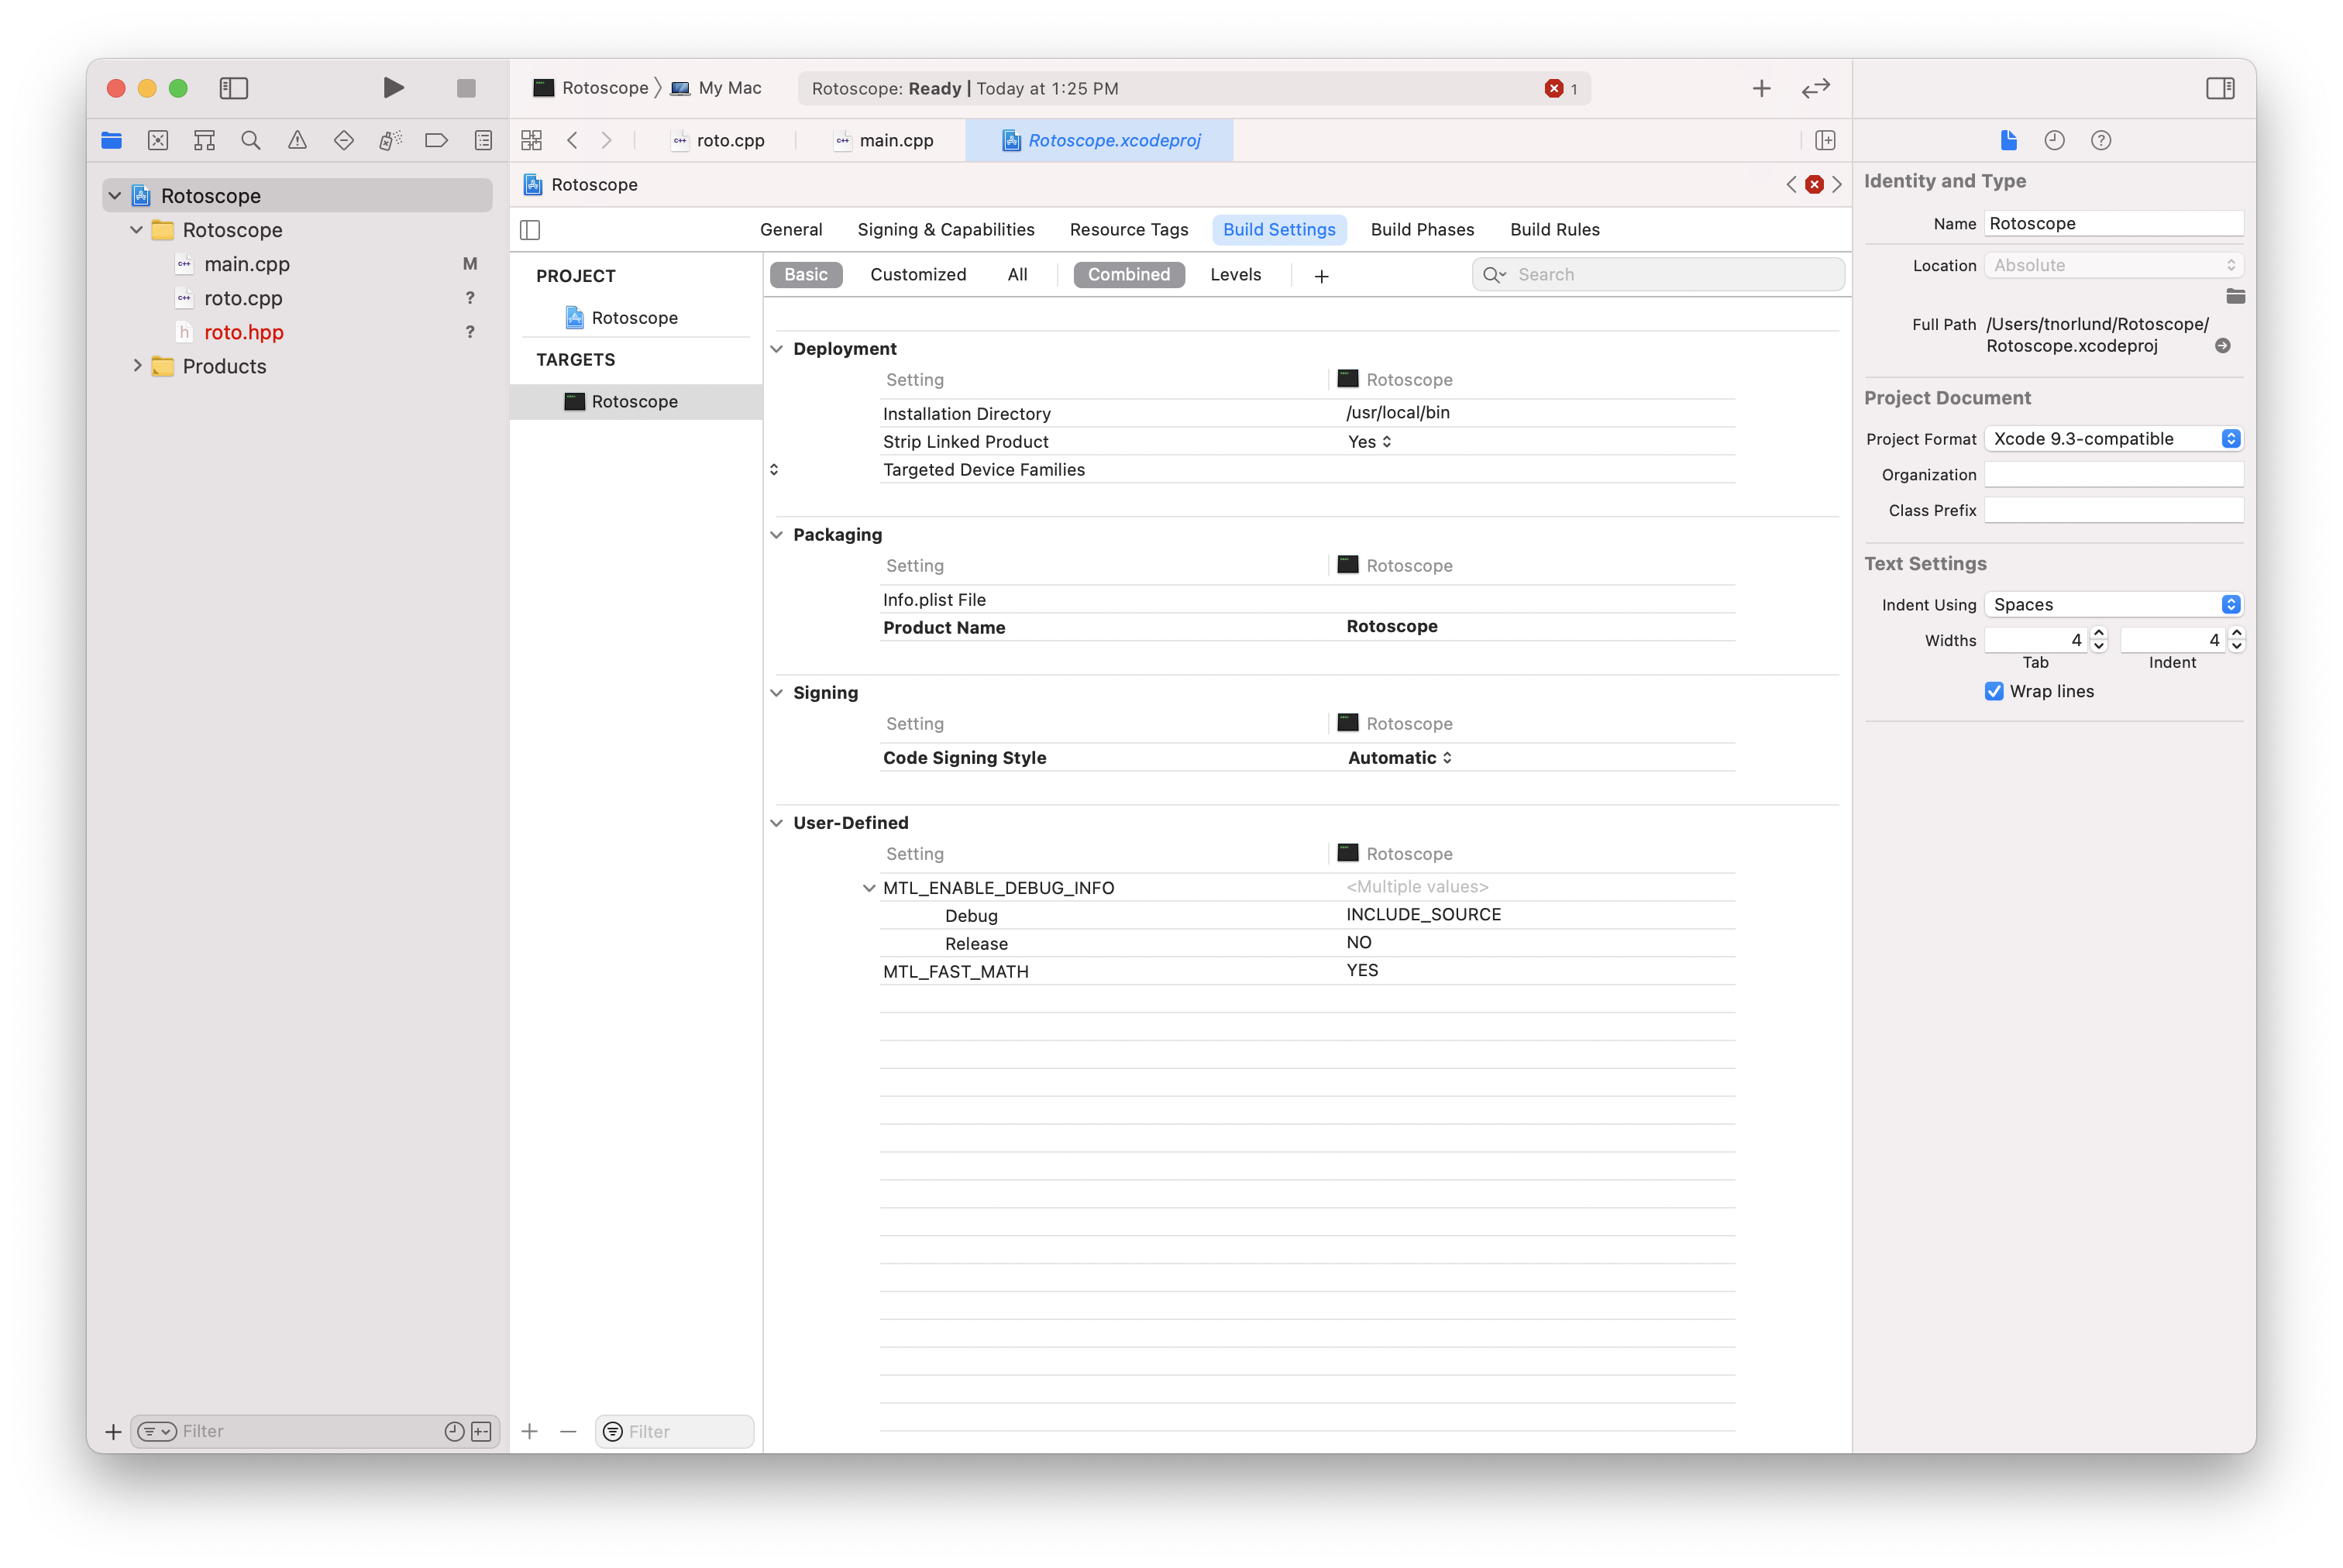 Rotoscope
My Mac
Rotoscope: Ready | Today at 1:25 PM
1
roto.cpp
main.cpp
Rotoscope.xcodeproj
Rotoscope
Rotoscope
main.cpp M
roto.cpp ?
h roto.hpp ?
Products
Filter
Rotoscope
General
Signing & Capabilities
Resource Tags
Build Settings
Build Phases
Build Rules
PROJECT
Rotoscope
TARGETS
Rotoscope
Filter
Basic
Customized
All
Combined
Levels
Search
Deployment
Setting Rotoscope
Installation Directory /usr/local/bin
Strip Linked Product Yes
Targeted Device Families
Packaging
Setting Rotoscope
Info.plist File
Product Name Rotoscope
Signing
Setting Rotoscope
Code Signing Style Automatic
User-Defined
Setting Rotoscope
MTL_ENABLE_DEBUG_INFO <Multiple values>
Debug INCLUDE_SOURCE
Release NO
MTL_FAST_MATH YES
Identity and Type
Name Rotoscope
Location Absolute
Full Path /Users/tnorlund/Rotoscope/
Rotoscope.xcodeproj
Project Document
Project Format Xcode 9.3-compatible
Organization
Class Prefix
Text Settings
Indent Using Spaces
Widths 4 4
Tab Indent
Wrap lines